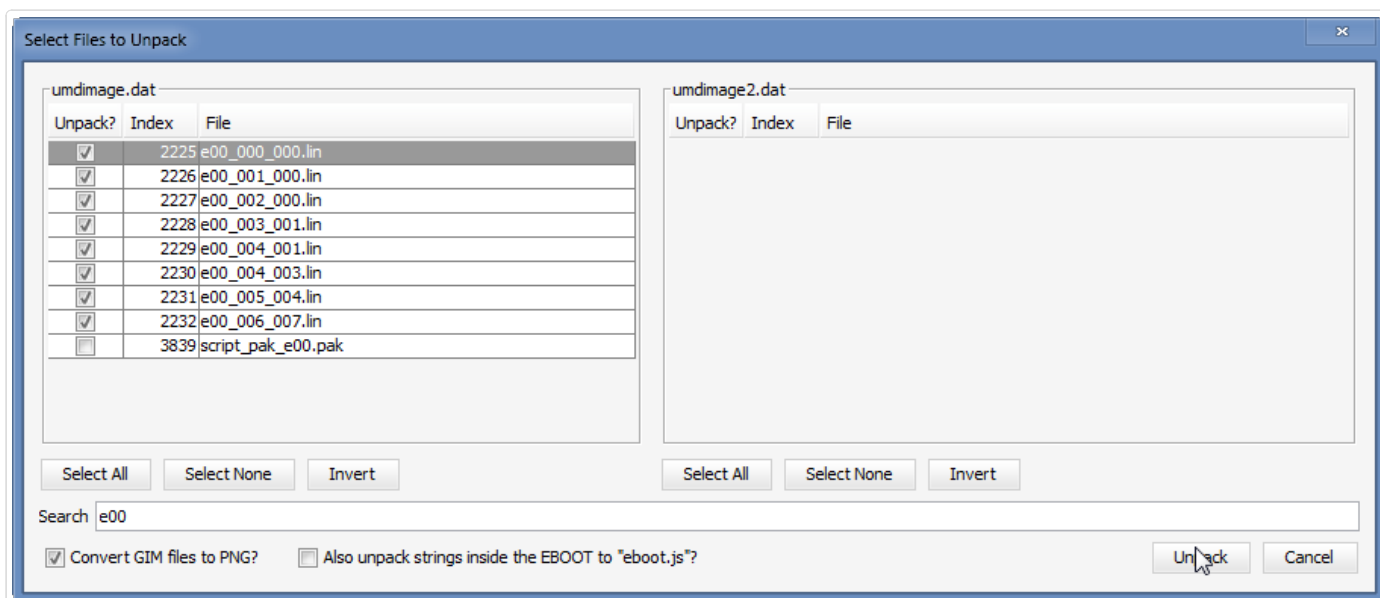 Select Files to Unpack
umdimage.dat
Unpack? Index File
2225 e00_000_000.lin
2226 e00_001_000.lin
2227 e00_002_000.lin
2228 e00_003_001.lin
2229 e00_004_001.lin
2230 e00_004_003.lin
2231 e00_005_004.lin
2232 e00_006_007.lin
3839 script_pak_e00.pak
Select All Select None Invert
umdimage2.dat
Unpack? Index File
Select All Select None Invert
Search e00
Convert GIM files to PNG? Also unpack strings inside the EBOOT to "eboot.js"?
Unpack Cancel